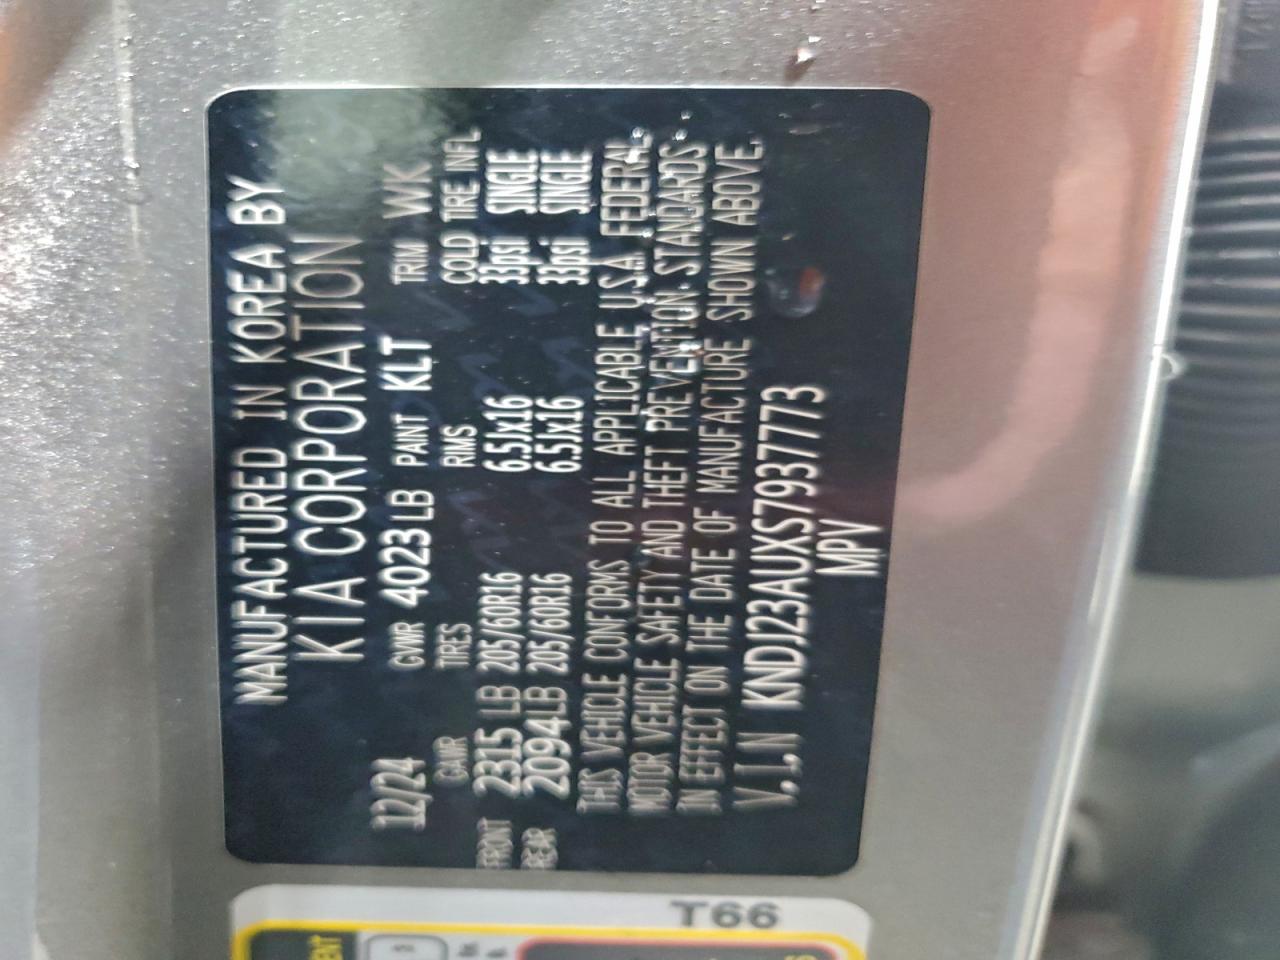 MANUFACTURED IN KOREA BY
KIA CORPORATION
12/24 GVWR 4023 LB PAINT KLT TRIM WK
GAWR TIRES RIMS COLD TIRE INFL
FRONT 2315 LB 205/60R16 6.5Jx16 33psi SINGLE
REAR 2094 LB 205/60R16 6.5Jx16 33psi SINGLE
THIS VEHICLE CONFORMS TO ALL APPLICABLE U.S.A. FEDERAL
MOTOR VEHICLE SAFETY AND THEFT PREVENTION STANDARDS
IN EFFECT ON THE DATE OF MANUFACTURE SHOWN ABOVE.
V.I.N KNDJ23AUXS7937773
MPV
T66